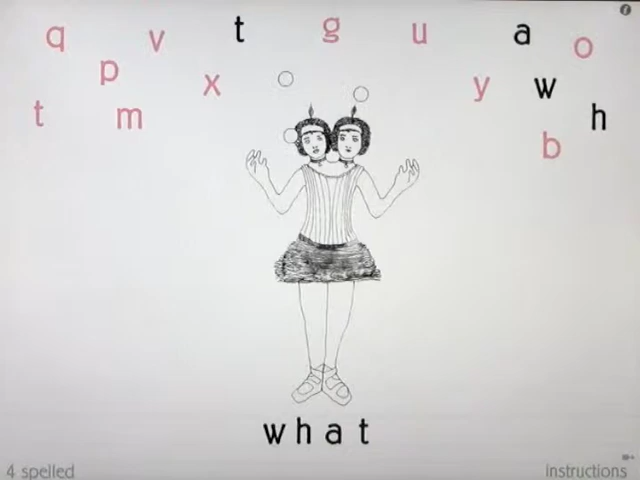 q v t g u a o
p x y w
t m h
b
what
4 spelled instructions